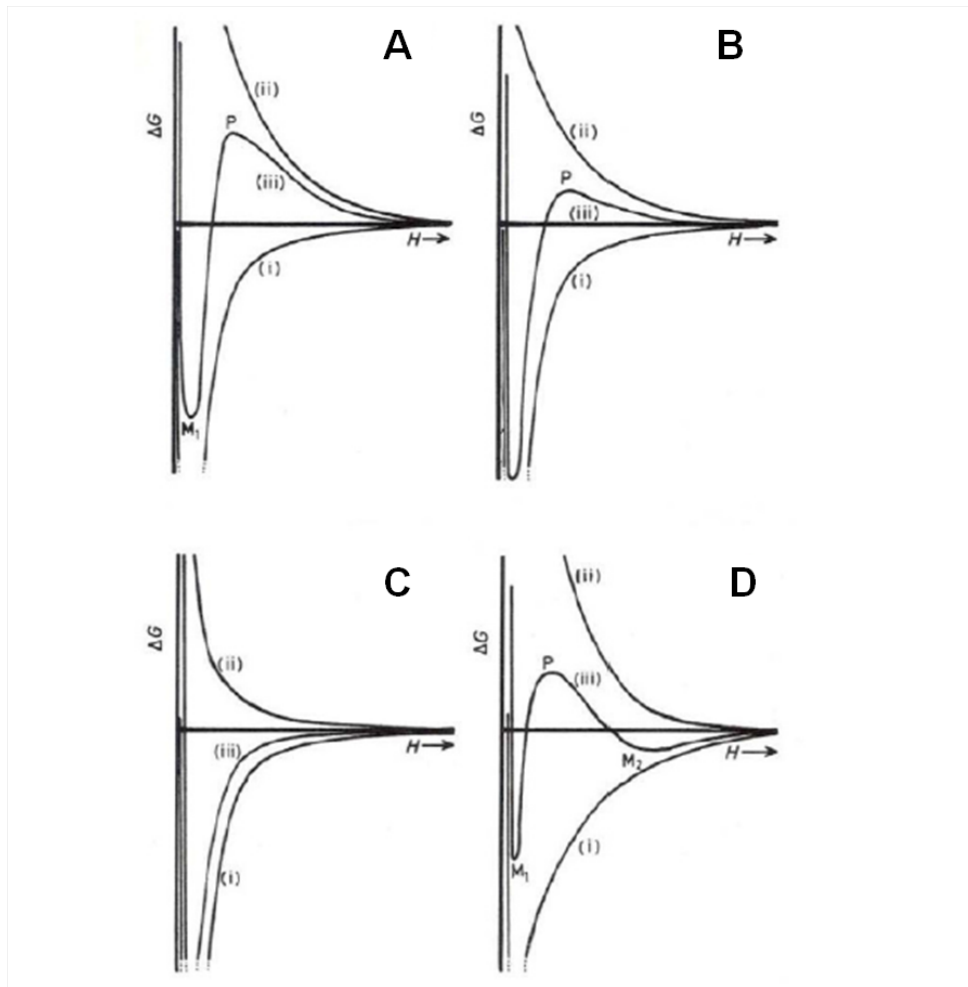 A
ΔG
(ii)
P
(iii)
H→
(i)
M₁
B
ΔG
(ii)
P
(iii)
H→
(i)
C
ΔG
(ii)
H→
(iii)
(i)
D
ΔG
(ii)
P
(iii)
M₂
H→
(i)
M₁